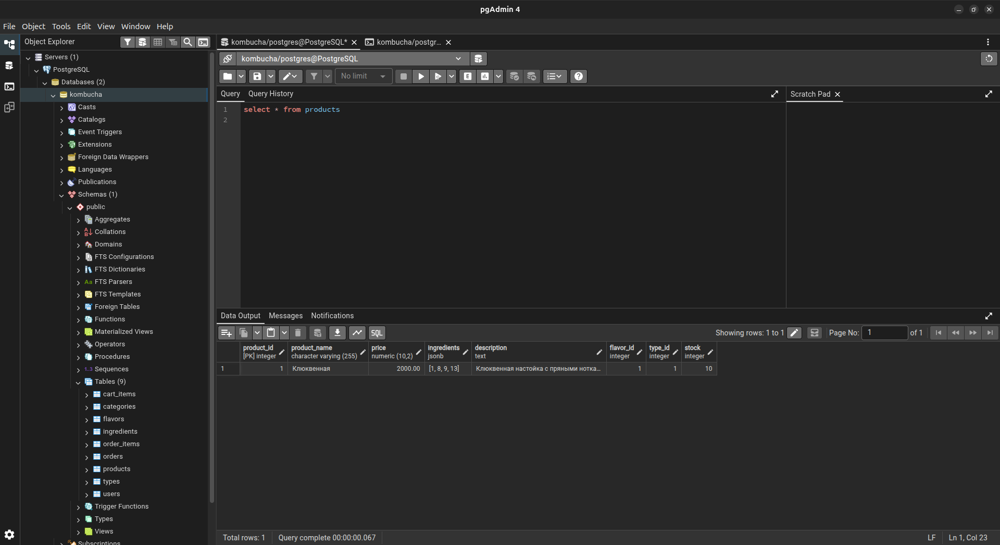 pgAdmin 4
File Object Tools Edit View Window Help
Object Explorer
Servers (1)
PostgreSQL
Databases (2)
kombucha
Casts
Catalogs
Event Triggers
Extensions
Foreign Data Wrappers
Languages
Publications
Schemas (1)
public
Aggregates
Collations
Domains
FTS Configurations
FTS Dictionaries
Aa FTS Parsers
FTS Templates
Foreign Tables
Functions
Materialized Views
Operators
Procedures
1..3 Sequences
Tables (9)
cart_items
categories
flavors
ingredients
order_items
orders
products
types
users
Trigger Functions
Types
Views
Subscriptions
kombucha/postgres@PostgreSQL* kombucha/postgr...
kombucha/postgres@PostgreSQL
No limit E
Query Query History
1 select * from products
2
Scratch Pad
Data Output Messages Notifications
SQL Showing rows: 1 to 1 Page No: 1 of 1
product_id product_name price ingredients description flavor_id type_id stock
[PK] integer character varying (255) numeric (10,2) jsonb text integer integer integer
1 1 Клюквенная 2000.00 [1, 8, 9, 13] Клюквенная настойка с пряными нотка... 1 1 10
Total rows: 1 Query complete 00:00:00.067 LF Ln 1, Col 23